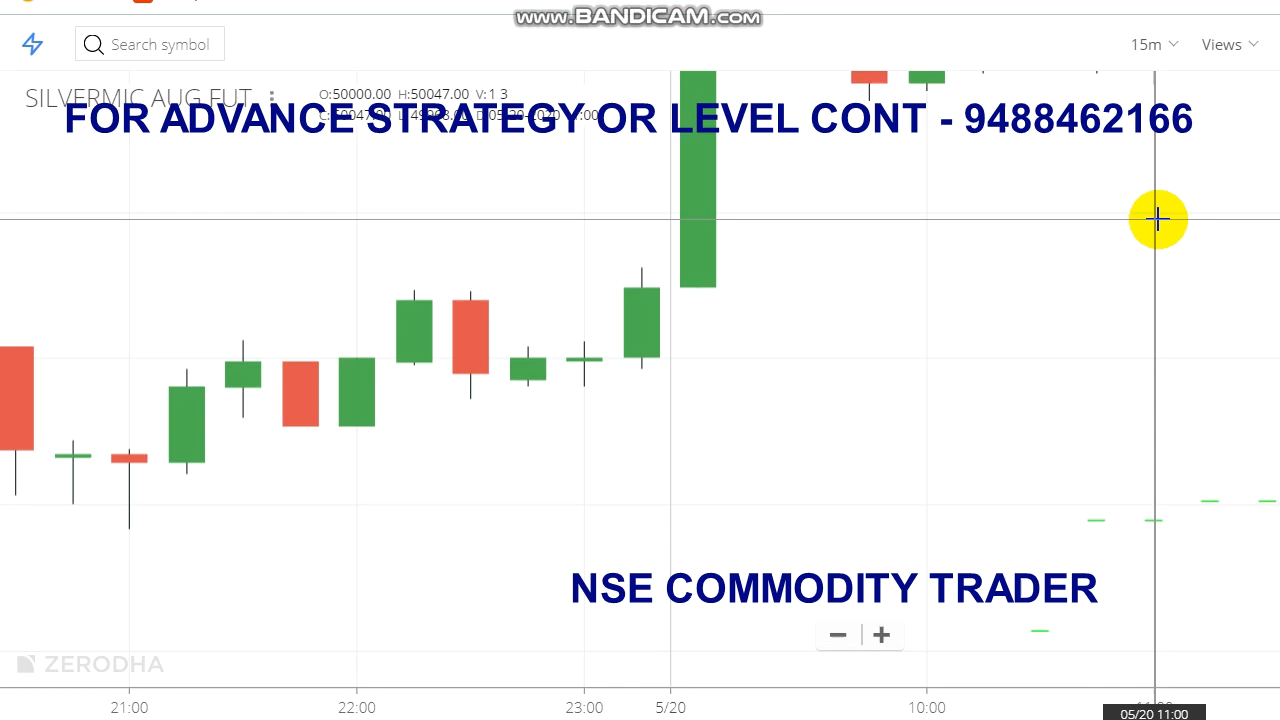 www.BANDICAM.com
Search symbol
15m
Views
SILVERMIC AUG FUT
O:50000.00 H:50047.00 V:1 3
FOR ADVANCE STRATEGY OR LEVEL CONT - 9488462166
NSE COMMODITY TRADER
ZERODHA
21:00 22:00 23:00 5/20 10:00
05/20 11:00